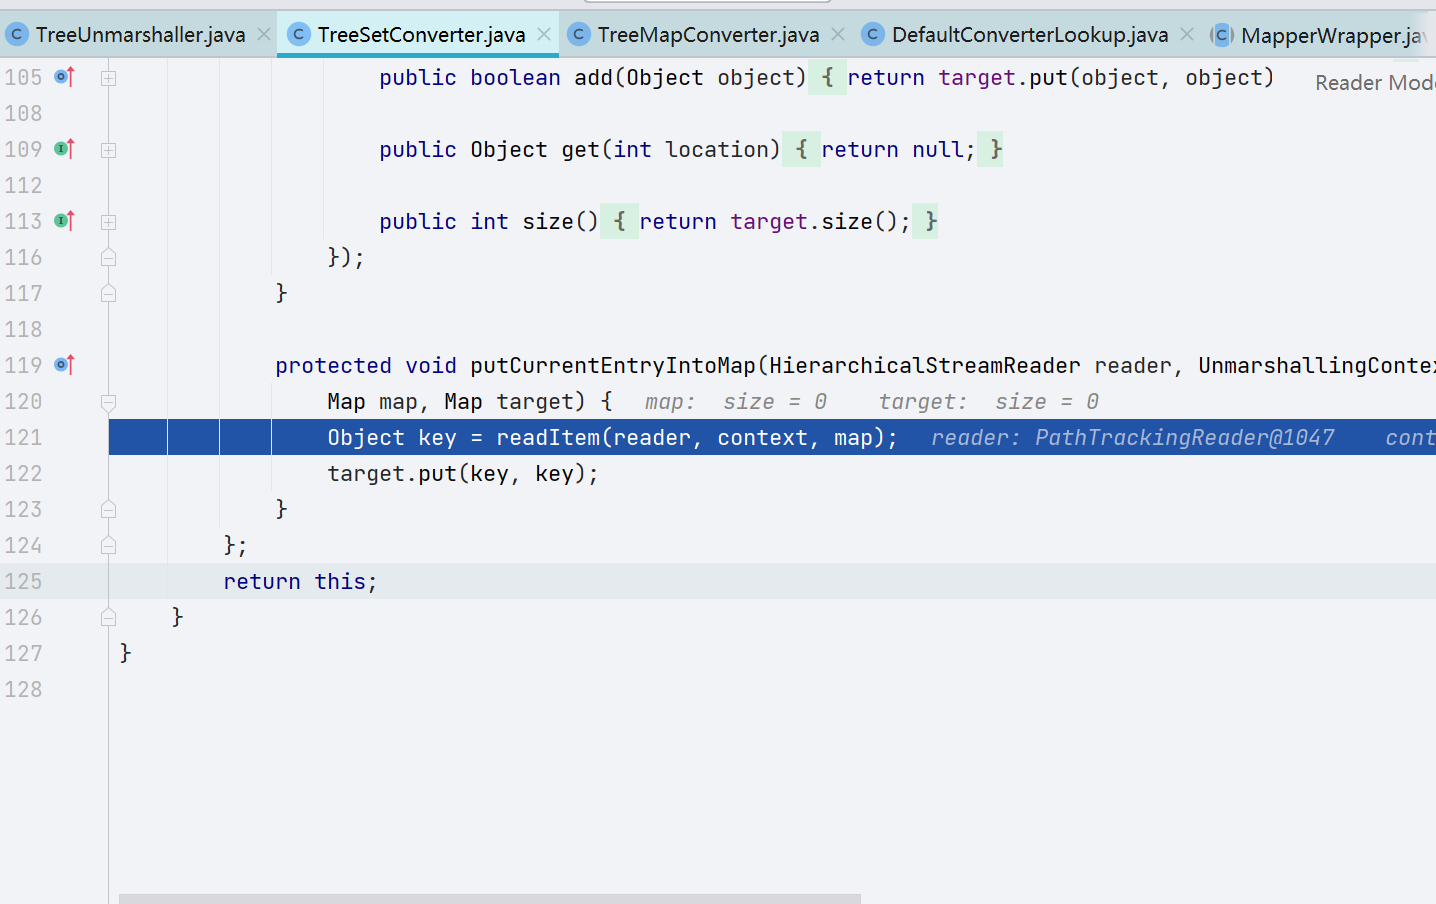 TreeUnmarshaller.java TreeSetConverter.java TreeMapConverter.java DefaultConverterLookup.java MapperWrapper.jav
105 public boolean add(Object object) { return target.put(object, object) Reader Mode
108
109 public Object get(int location) { return null; }
112
113 public int size() { return target.size(); }
116 });
117 }
118
119 protected void putCurrentEntryIntoMap(HierarchicalStreamReader reader, UnmarshallingContex
120 Map map, Map target) { map: size = 0 target: size = 0
121 Object key = readItem(reader, context, map); reader: PathTrackingReader@1047 cont
122 target.put(key, key);
123 }
124 };
125 return this;
126 }
127 }
128